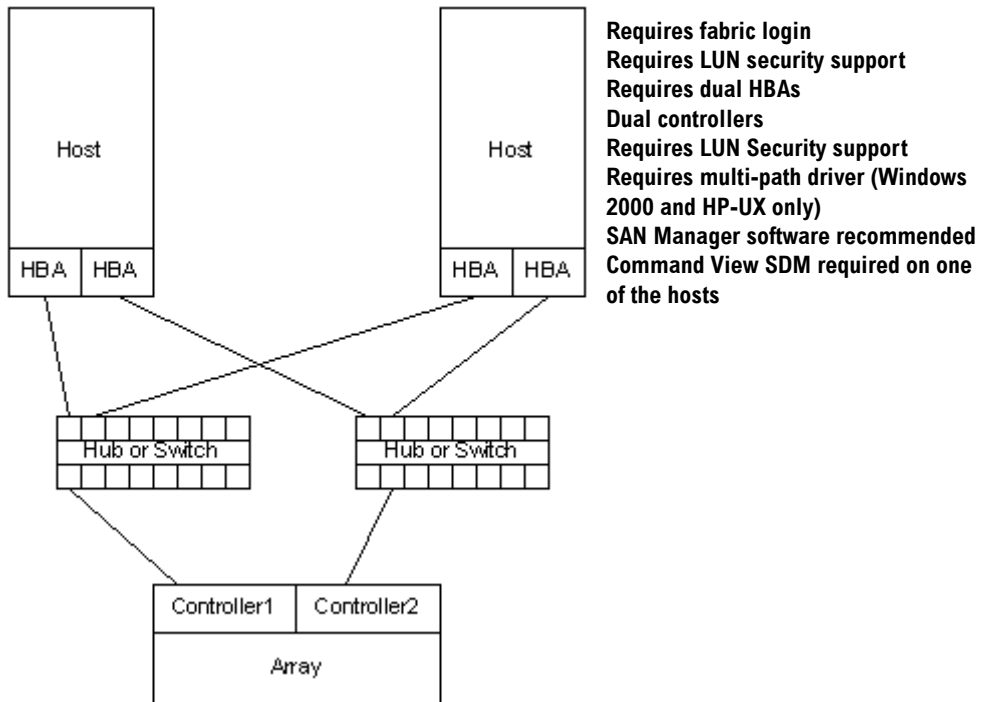 Host
HBA HBA
Host
HBA HBA
Requires fabric login
Requires LUN security support
Requires dual HBAs
Dual controllers
Requires LUN Security support
Requires multi-path driver (Windows
2000 and HP-UX only)
SAN Manager software recommended
Command View SDM required on one
of the hosts
Hub or Switch
Hub or Switch
Controller1 Controller2
Array